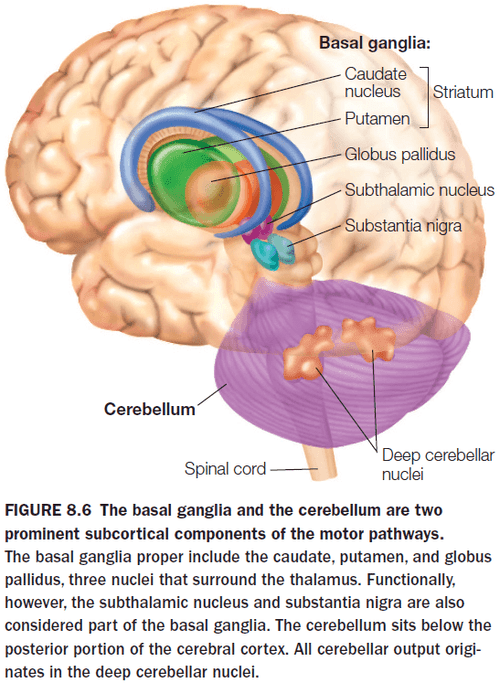 Basal ganglia:
Caudate
nucleus
Striatum
Putamen
Globus pallidus
Subthalamic nucleus
Substantia nigra
Cerebellum
Deep cerebellar
nuclei
Spinal cord
FIGURE 8.6 The basal ganglia and the cerebellum are two
prominent subcortical components of the motor pathways.
The basal ganglia proper include the caudate, putamen, and globus
pallidus, three nuclei that surround the thalamus. Functionally,
however, the subthalamic nucleus and substantia nigra are also
considered part of the basal ganglia. The cerebellum sits below the
posterior portion of the cerebral cortex. All cerebellar output origi-
nates in the deep cerebellar nuclei.